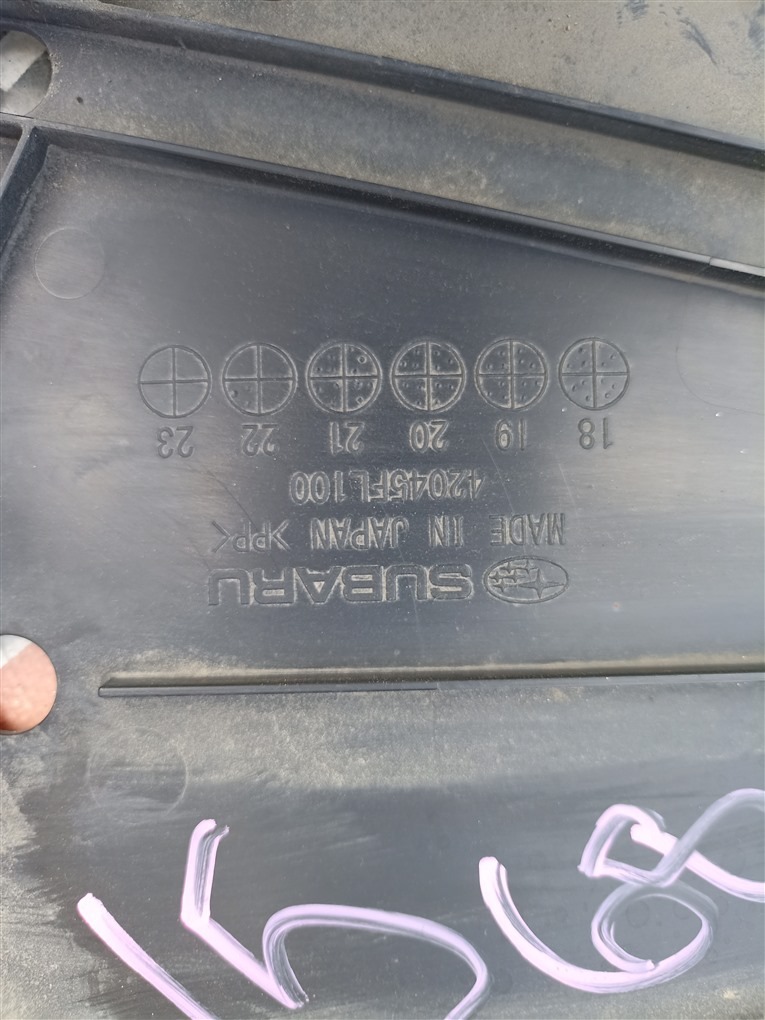 SUBARU
MADE IN JAPAN >PP<
42045FL100
18 19 20 21 22 23